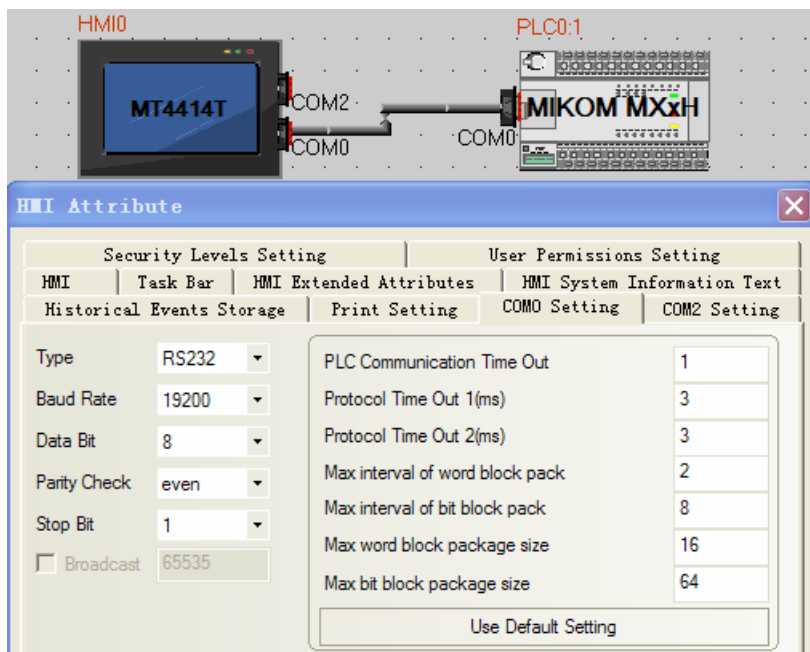 HMI0
PLC0:1
MT4414T
COM2
COM0
COM0
MIKOM MXxH
HMI Attribute
Security Levels Setting
User Permissions Setting
HMI
Task Bar
HMI Extended Attributes
HMI System Information Text
Historical Events Storage
Print Setting
COM0 Setting
COM2 Setting
Type RS232
Baud Rate 19200
Data Bit 8
Parity Check even
Stop Bit 1
Broadcast 65535
PLC Communication Time Out 1
Protocol Time Out 1(ms) 3
Protocol Time Out 2(ms) 3
Max interval of word block pack 2
Max interval of bit block pack 8
Max word block package size 16
Max bit block package size 64
Use Default Setting